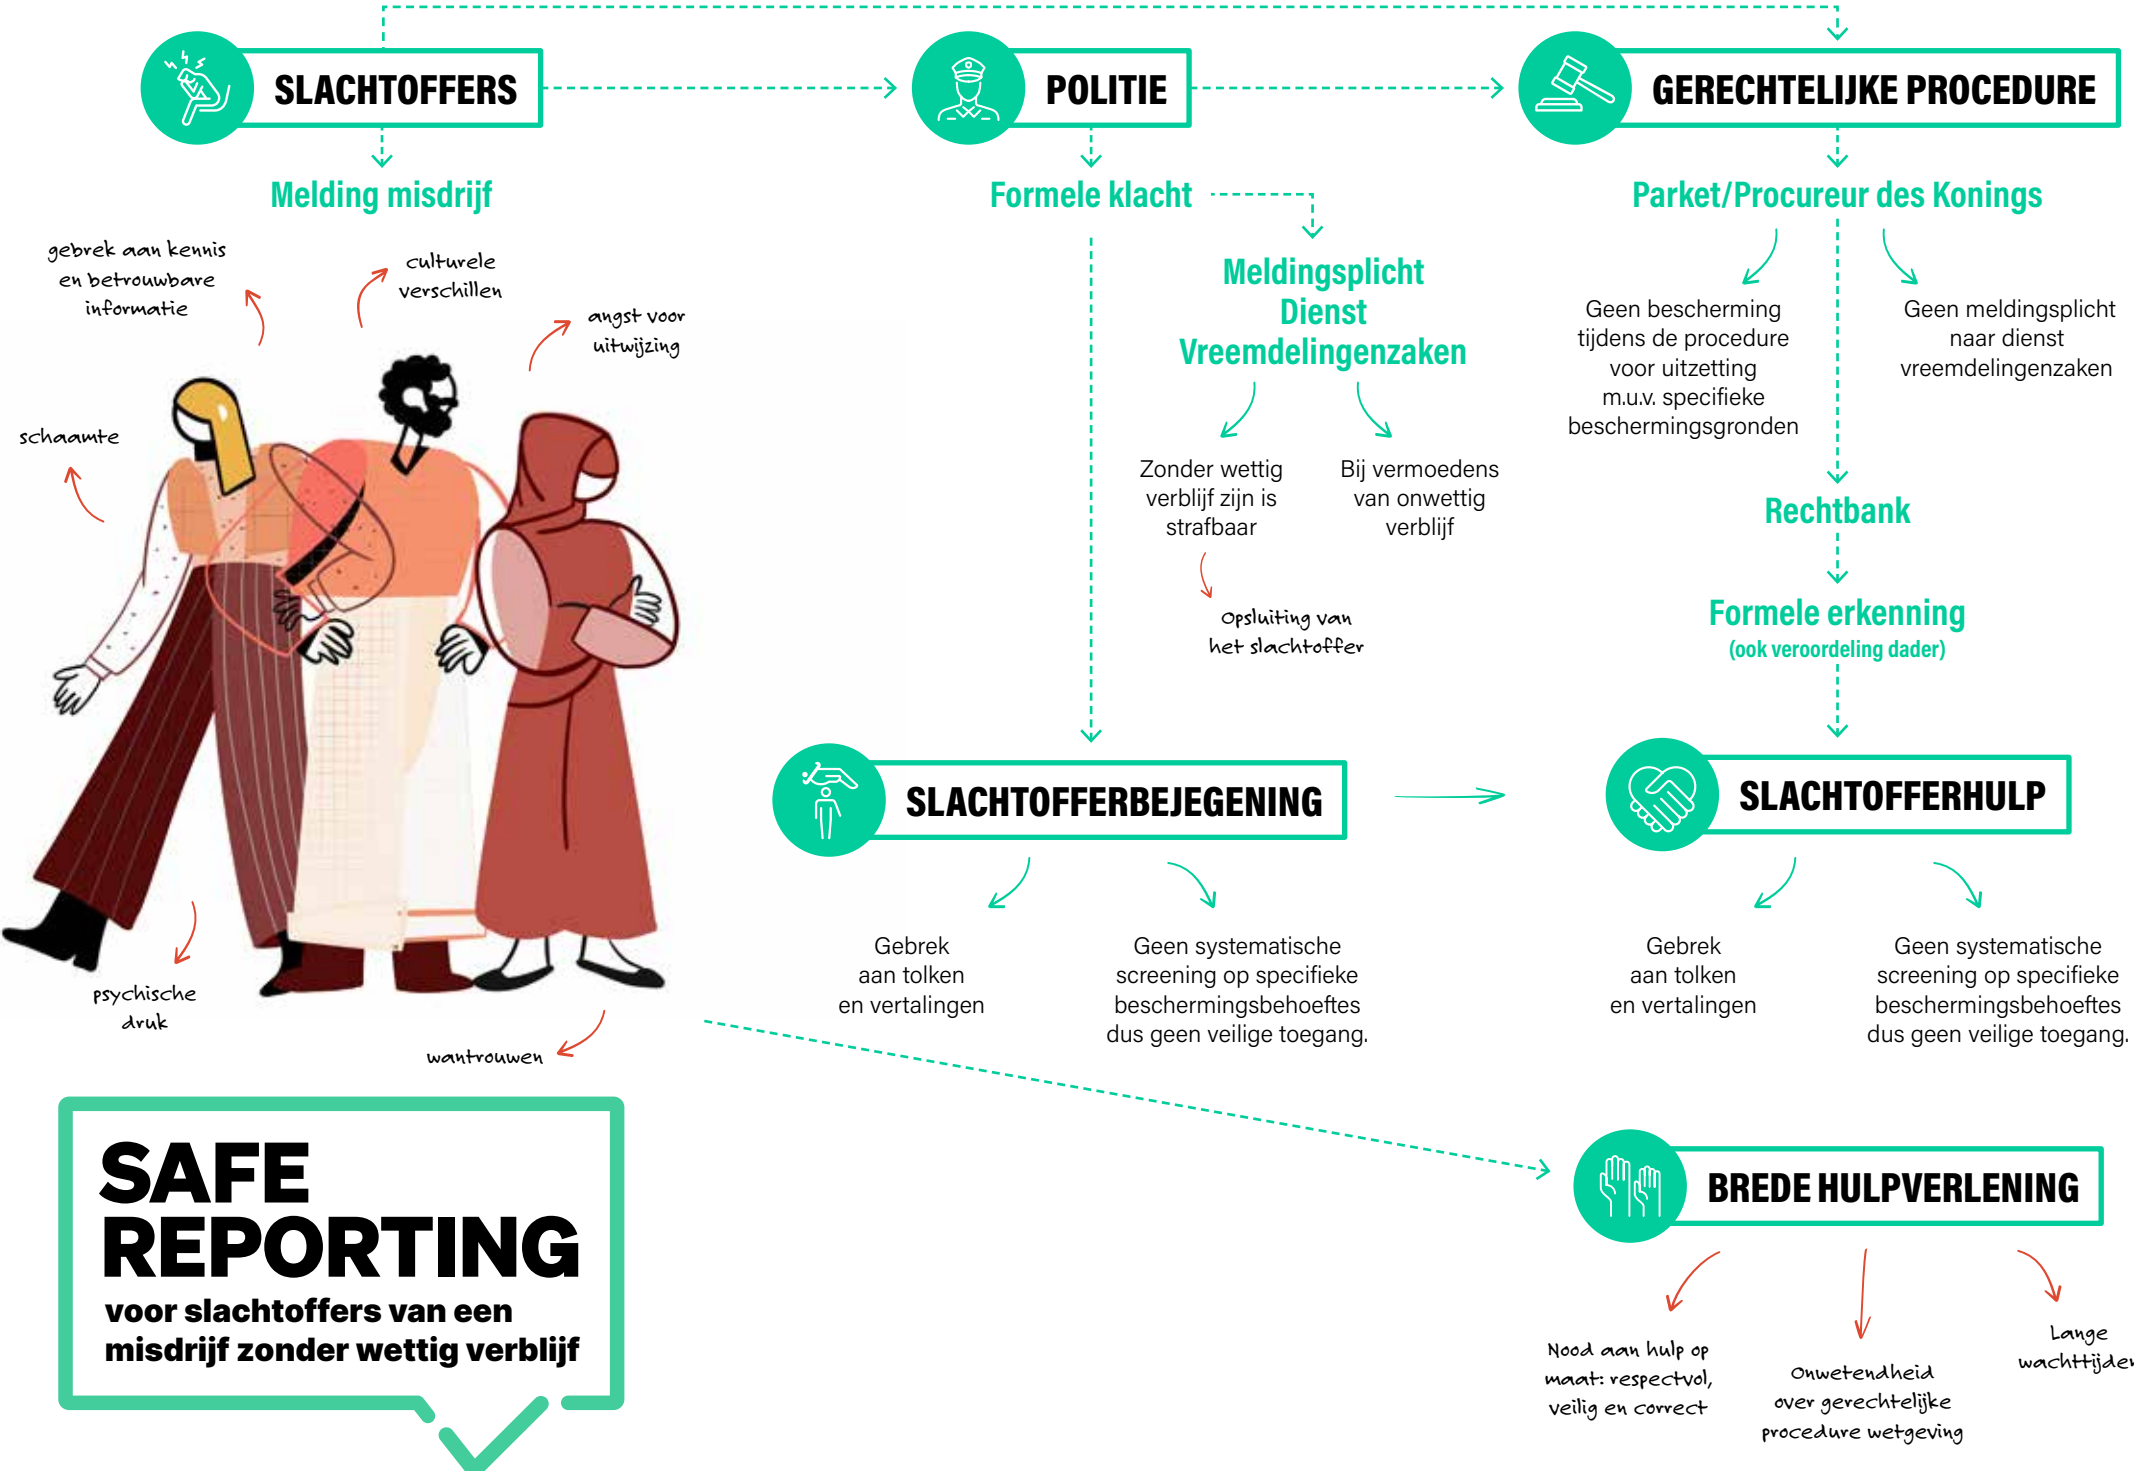 SLACHTOFFERS
POLITIE
GERECHTELIJKE PROCEDURE
Melding misdrijf
gebrek aan kennis
en betrouwbare
informatie
culturele
verschillen
angst voor
uitwijzing
schaamte
psychische
druk
wantrouwen
Formele klacht
Meldingsplicht
Dienst
Vreemdelingenzaken
Zonder wettig
verblijf zijn is
strafbaar
Bij vermoedens
van onwettig
verblijf
Opsluiting van
het slachtoffer
Parket/Procureur des Konings
Geen bescherming
tijdens de procedure
voor uitzetting
m.u.v. specifieke
beschermingsgronden
Geen meldingsplicht
naar dienst
vreemdelingenzaken
Rechtbank
Formele erkenning
(ook veroordeling dader)
SLACHTOFFERBEJEGENING
Gebrek
aan tolken
en vertalingen
Geen systematische
screening op specifieke
beschermingsbehoeftes
dus geen veilige toegang.
SLACHTOFFERHULP
Gebrek
aan tolken
en vertalingen
Geen systematische
screening op specifieke
beschermingsbehoeftes
dus geen veilige toegang.
BREDE HULPVERLENING
Nood aan hulp op
maat: respectvol,
veilig en correct
Onwetendheid
over gerechtelijke
procedure wetgeving
Lange
wachttijden
SAFE
REPORTING
voor slachtoffers van een
misdrijf zonder wettig verblijf